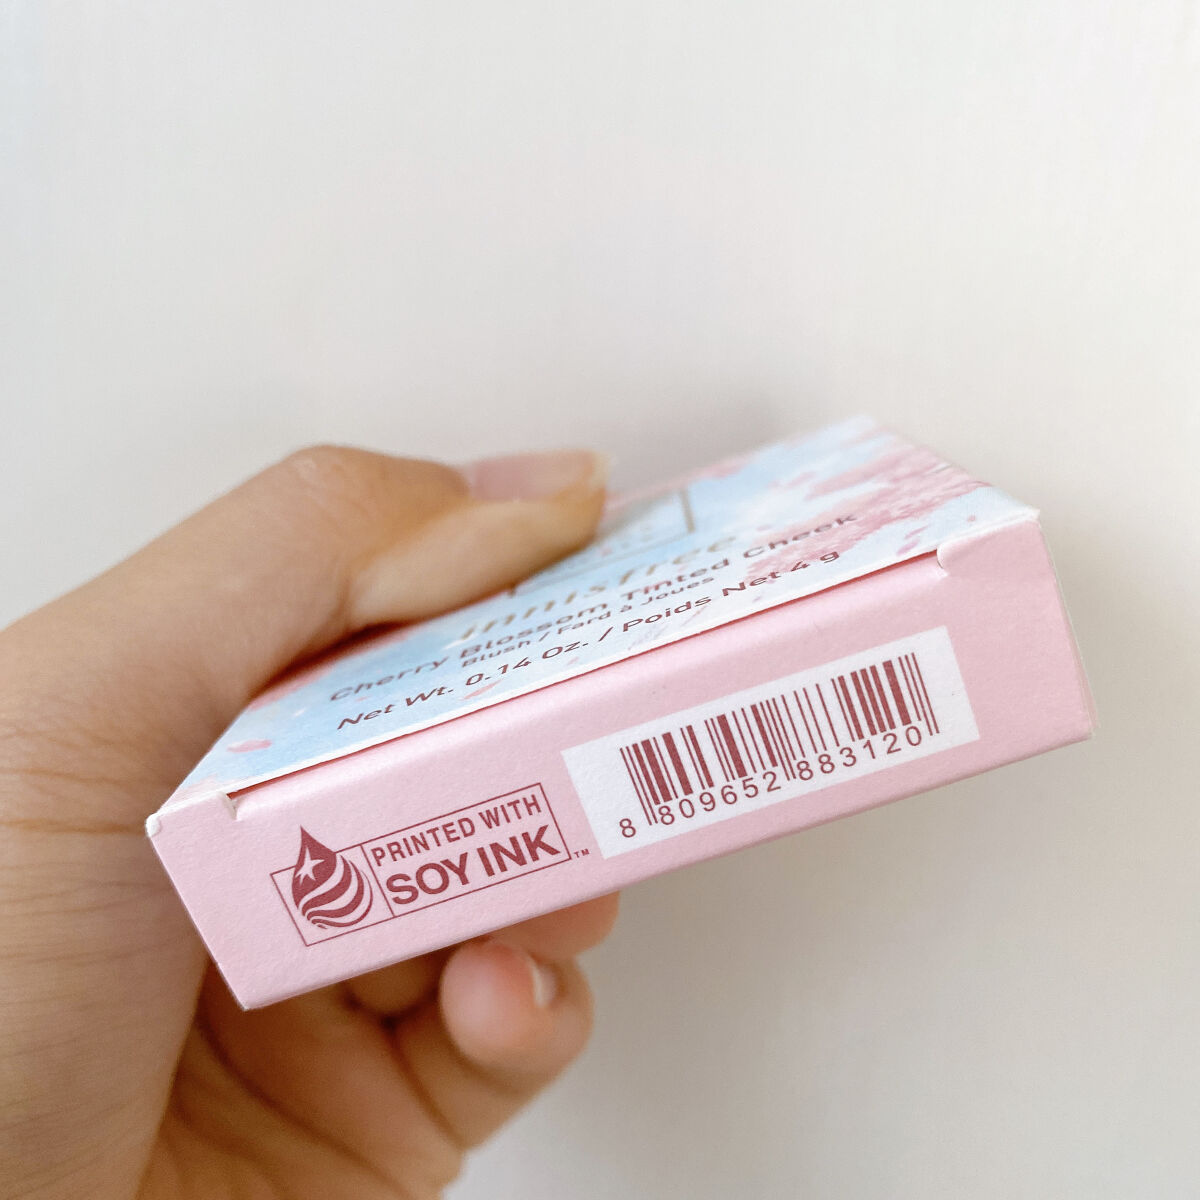 innisfree
Cherry Blossom Tinted Cheek
Blush / Fard à Joues
Net Wt. 0.14 Oz. / Poids Net 4 g
PRINTED WITH
SOY INK™
8 809652 883120